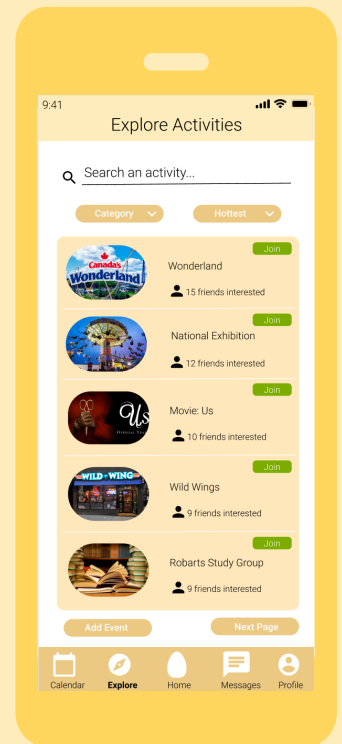 9:41
Explore Activities
Search an activity...
Category
Hottest
Join
Canada's
Wonderland
Wonderland
15 friends interested
Join
National Exhibition
12 friends interested
Join
Us
Movie: Us
10 friends interested
Join
WILD WING
Wild Wings
9 friends interested
Join
Robarts Study Group
9 friends interested
Add Event
Next Page
Calendar
Explore
Home
Messages
Profile